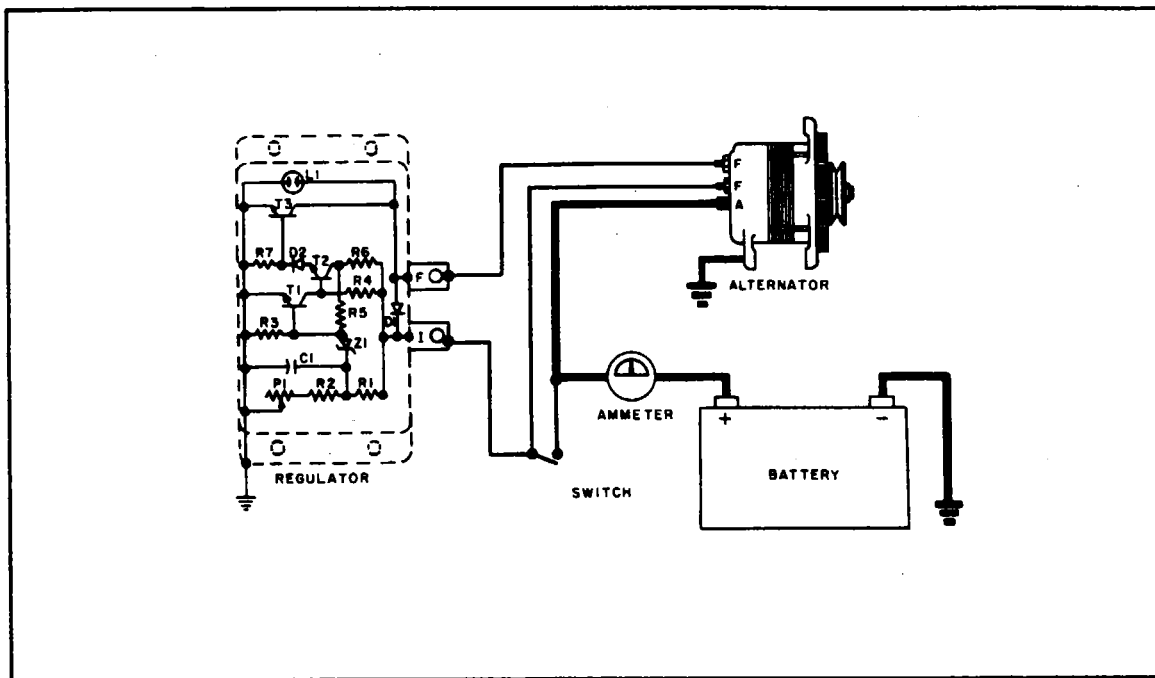 L1
T3
F
F
A
R7
D2
T2
R6
F
R4
ALTERNATOR
T1
R5
D1
R3
I
Z1
C1
P1
R2
R1
AMMETER
+
-
BATTERY
REGULATOR
SWITCH